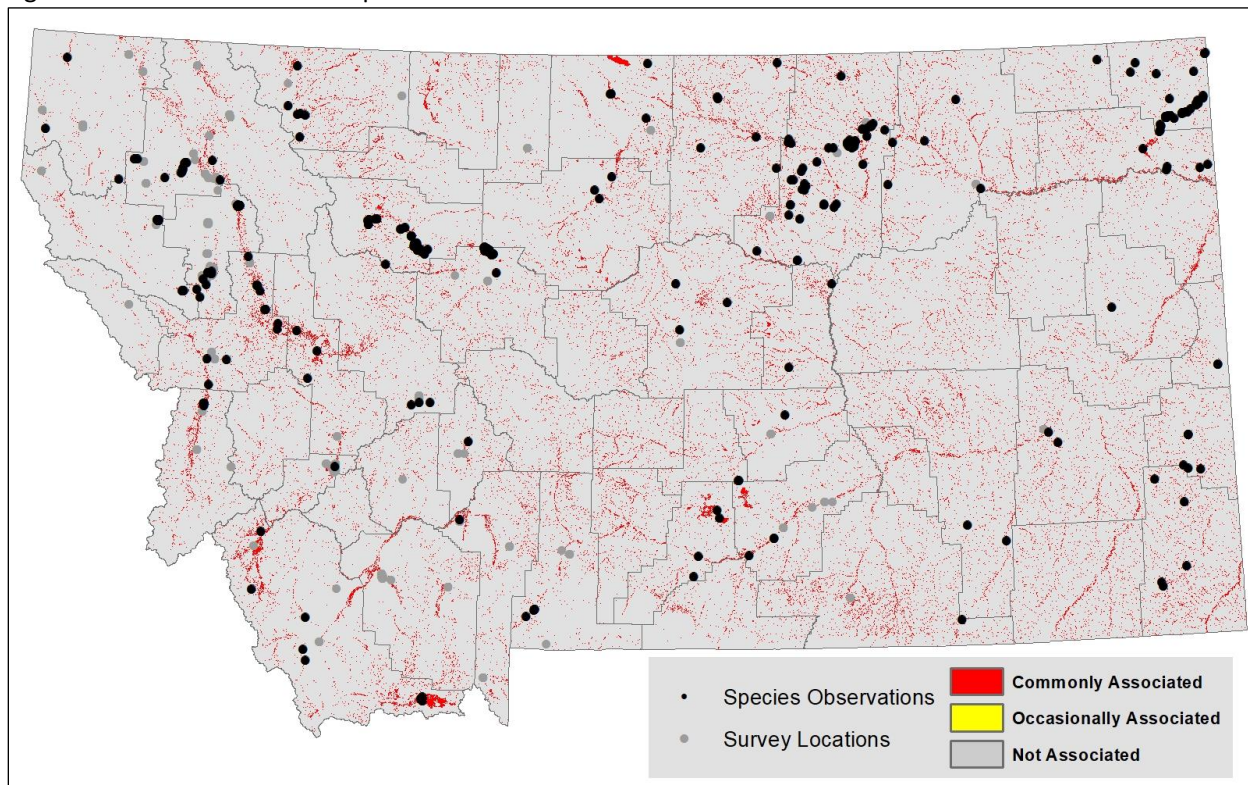 Species Observations
Survey Locations
Commonly Associated
Occasionally Associated
Not Associated